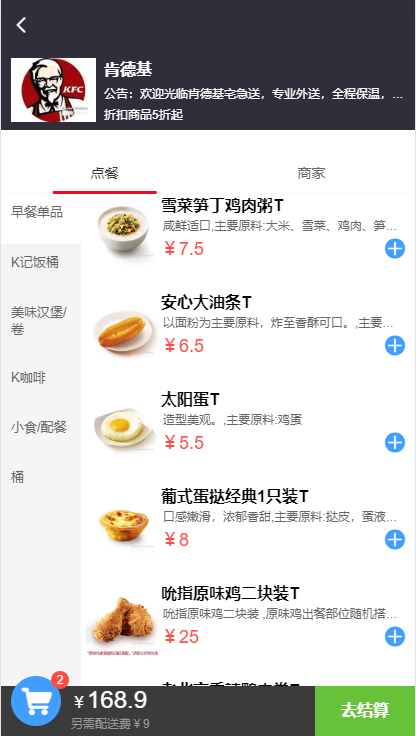 肯德基
KFC
公告：欢迎光临肯德基宅急送，专业外送，全程保温，...
折扣商品5折起
点餐
商家
早餐单品
K记饭桶
美味汉堡/
卷
K咖啡
小食/配餐
桶
雪菜笋丁鸡肉粥T
咸鲜适口,主要原料:大米、雪菜、鸡肉、笋...
￥7.5
安心大油条T
以面粉为主要原料，炸至香酥可口。,主要...
￥6.5
太阳蛋T
造型美观。,主要原料:鸡蛋
￥5.5
葡式蛋挞经典1只装T
口感嫩滑，浓郁香甜,主要原料:挞皮，蛋液...
￥8
吮指原味鸡二块装T
吮指原味鸡二块装 ,原味鸡出餐部位随机搭...
￥25
2
￥168.9
另需配送费￥9
去结算